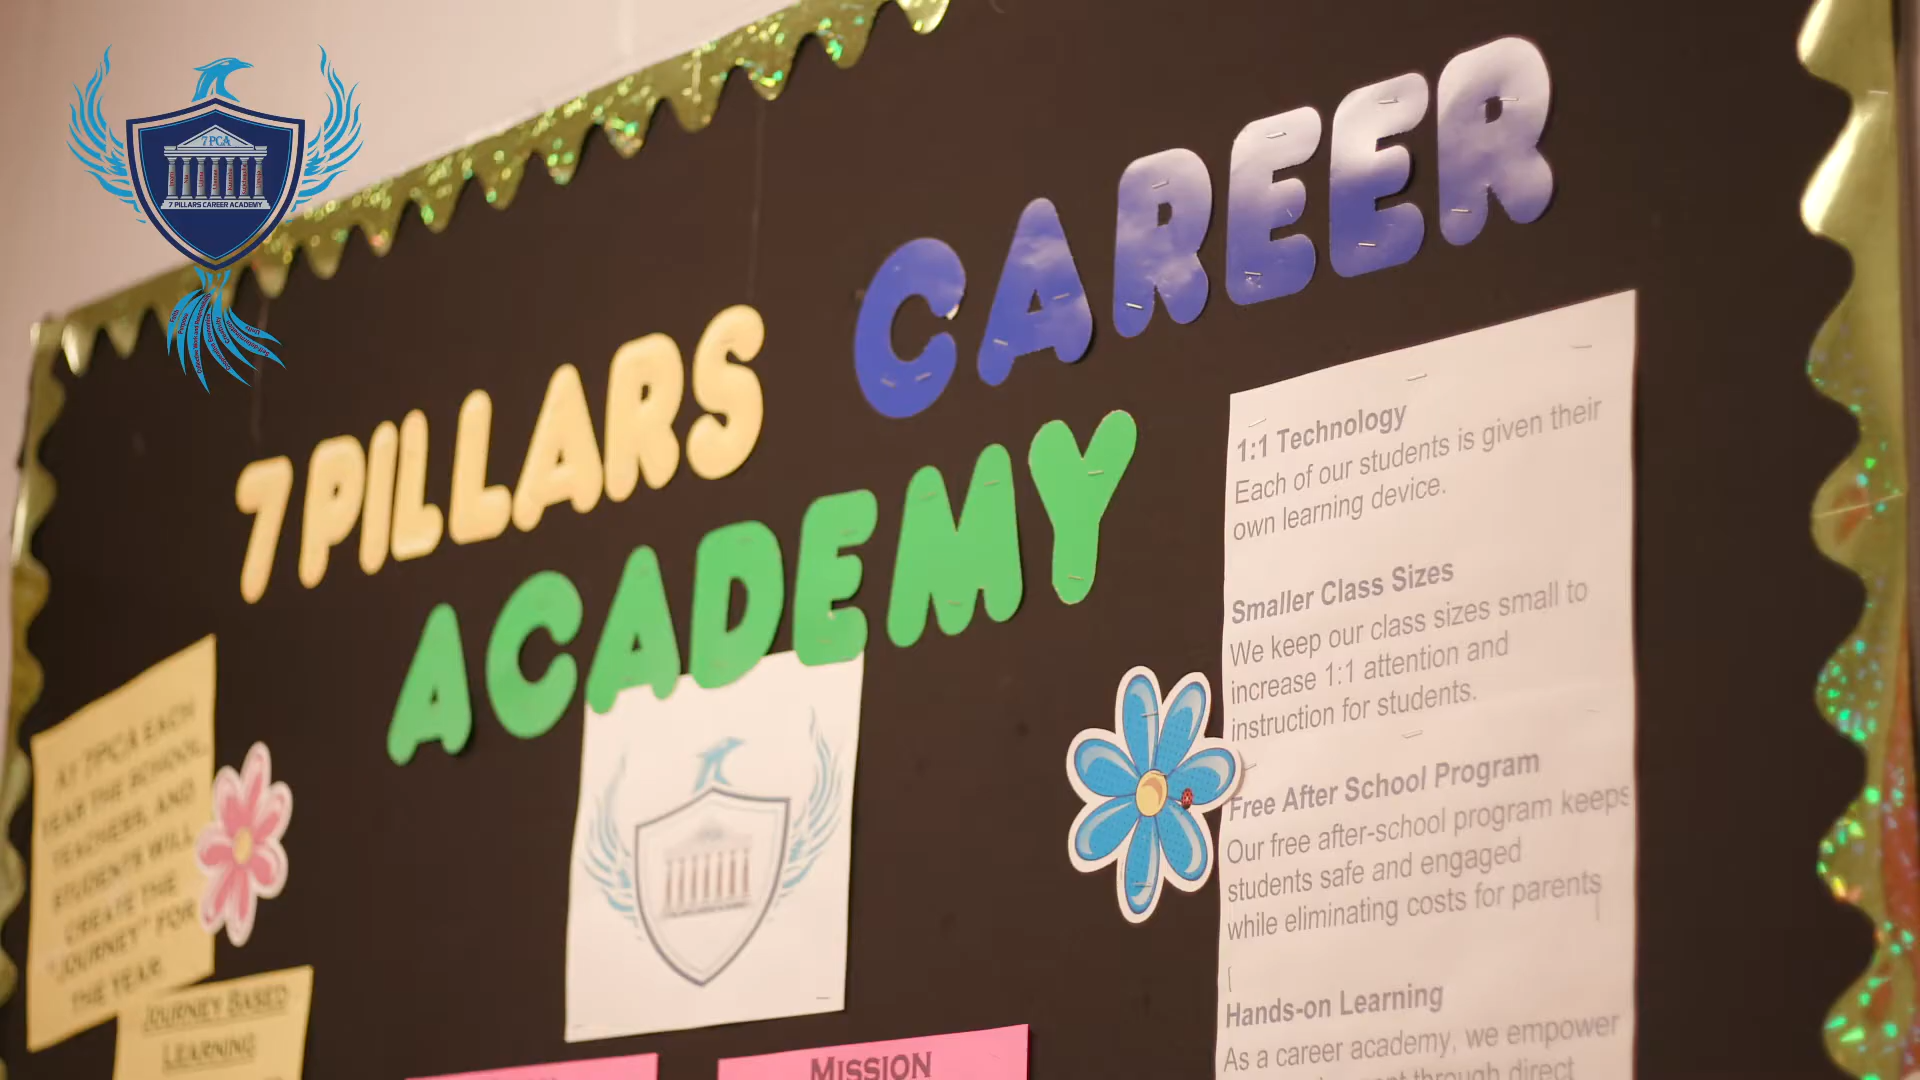 7PCA
7 PILLARS CAREER ACADEMY
7 PILLARS CAREER
ACADEMY
1:1 Technology
Each of our students is given their
own learning device.
Smaller Class Sizes
We keep our class sizes small to
increase 1:1 attention and
instruction for students.
Free After School Program
Our free after-school program keeps
students safe and engaged
while eliminating costs for parents
Hands-on Learning
As a career academy, we empower
through direct
AT 7PCA EACH
YEAR THE SCHOOL,
TEACHERS, AND
STUDENTS WILL
CREATE THE
"JOURNEY" FOR
THE YEAR.
JOURNEY BASED
LEARNING
MISSION